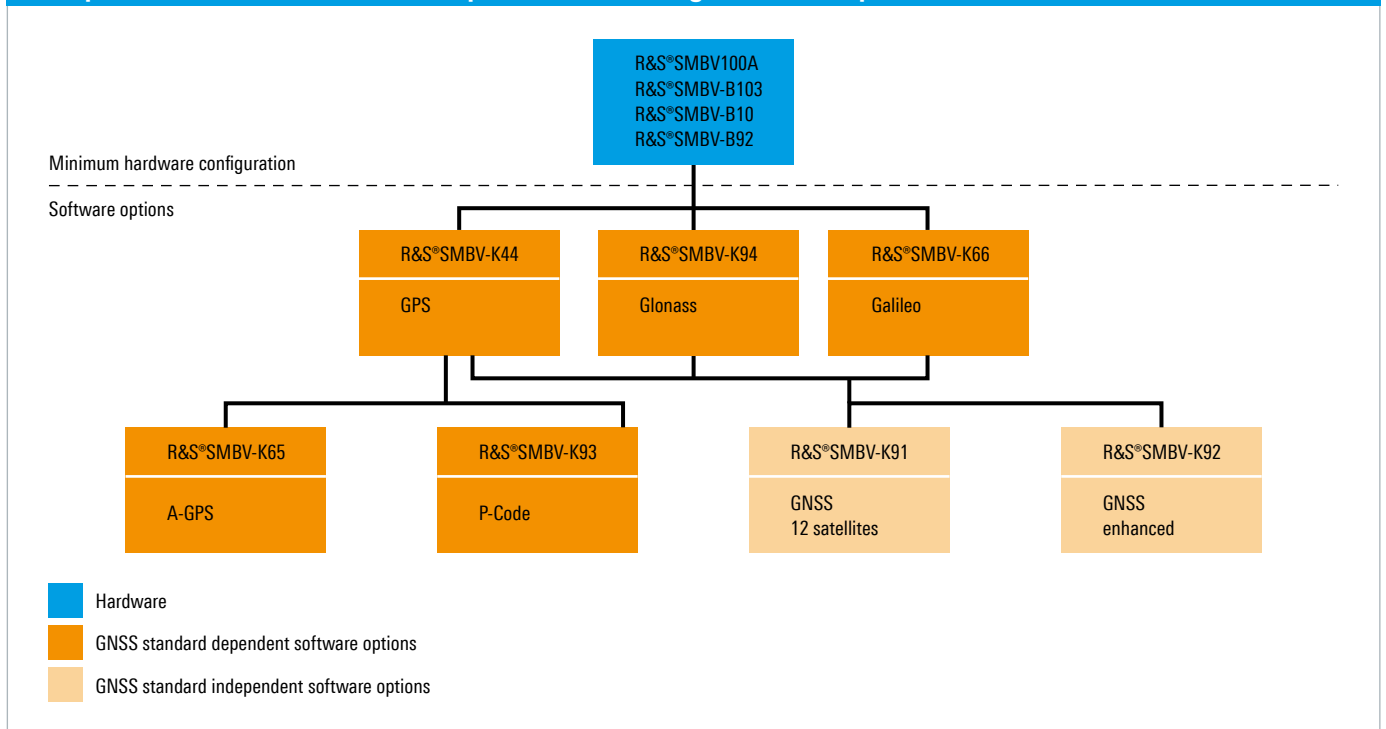 R&S®SMBV100A
R&S®SMBV-B103
R&S®SMBV-B10
R&S®SMBV-B92
Minimum hardware configuration
Software options
R&S®SMBV-K44
GPS
R&S®SMBV-K94
Glonass
R&S®SMBV-K66
Galileo
R&S®SMBV-K65
A-GPS
R&S®SMBV-K93
P-Code
R&S®SMBV-K91
GNSS
12 satellites
R&S®SMBV-K92
GNSS
enhanced
Hardware
GNSS standard dependent software options
GNSS standard independent software options